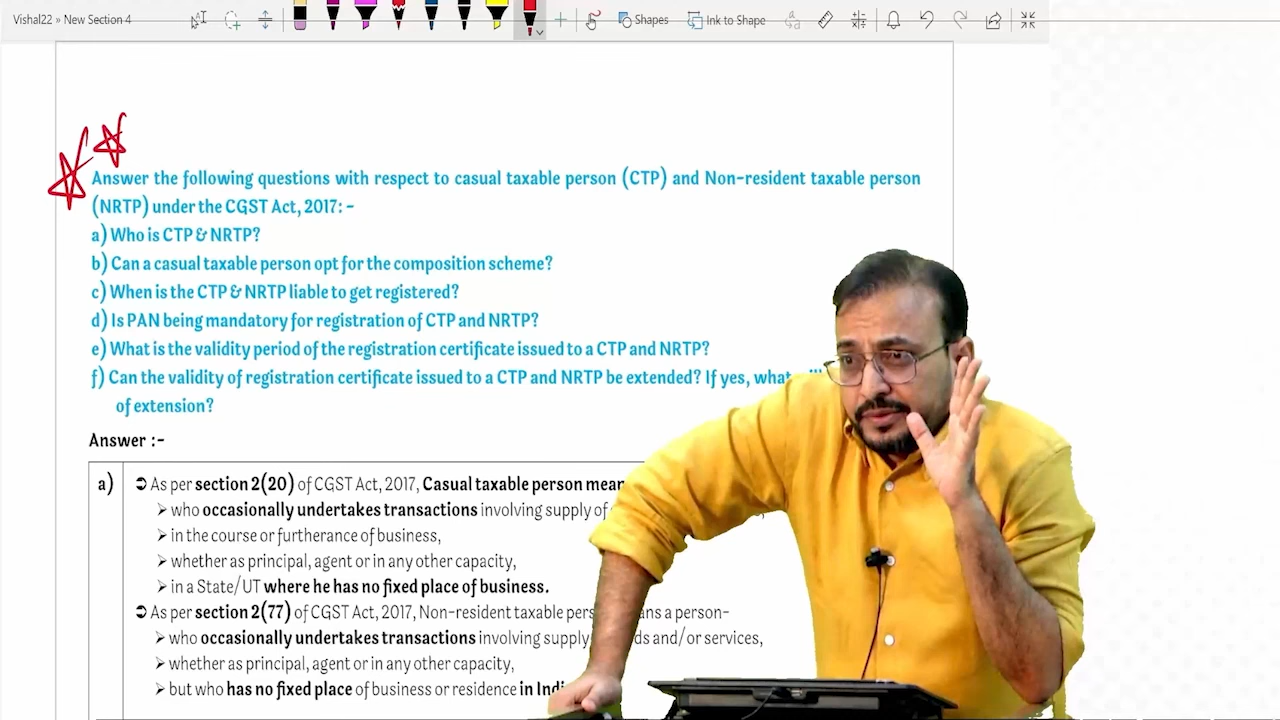 Vishal22 » New Section 4
Shapes
Ink to Shape
Answer the following questions with respect to casual taxable person (CTP) and Non-resident taxable person
(NRTP) under the CGST Act, 2017: -
a) Who is CTP & NRTP?
b) Can a casual taxable person opt for the composition scheme?
c) When is the CTP & NRTP liable to get registered?
d) Is PAN being mandatory for registration of CTP and NRTP?
e) What is the validity period of the registration certificate issued to a CTP and NRTP?
f) Can the validity of registration certificate issued to a CTP and NRTP be extended? If yes, what
of extension?
Answer :-
a) ➲ As per section 2(20) of CGST Act, 2017, Casual taxable person
➢ who occasionally undertakes transactions involving supply of
➢ in the course or furtherance of business,
➢ whether as principal, agent or in any other capacity,
➢ in a State/UT where he has no fixed place of business.
➲ As per section 2(77) of CGST Act, 2017, Non-resident taxable a person-
➢ who occasionally undertakes transactions involving supply and/or services,
➢ whether as principal, agent or in any other capacity,
➢ but who has no fixed place of business or residence in